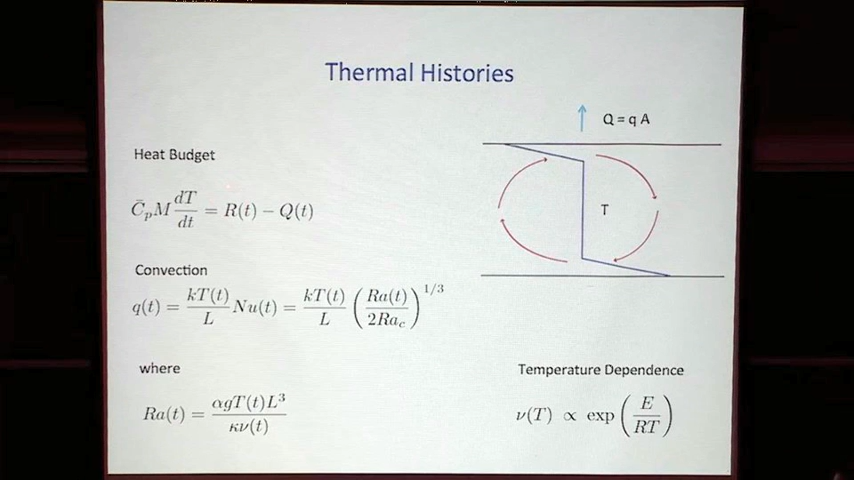 Thermal Histories
Q = q A
Heat Budget
C̄ₚM dT/dt = R(t) − Q(t)
T
Convection
q(t) = kT(t)/L Nu(t) = kT(t)/L (Ra(t)/2Ra_c)^1/3
where
Ra(t) = αgT(t)L³/κν(t)
Temperature Dependence
ν(T) ∝ exp (E/RT)